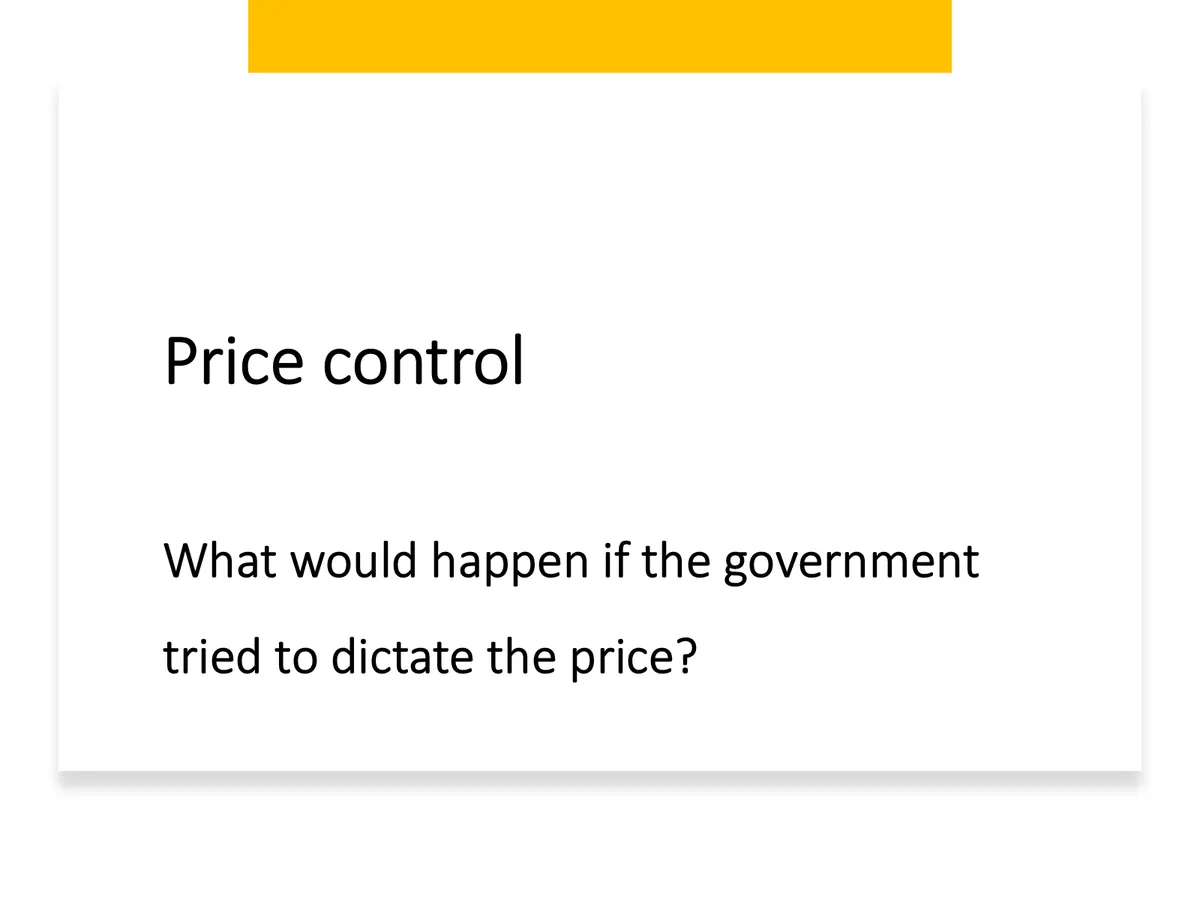 Price control
What would happen if the government
tried to dictate the price?